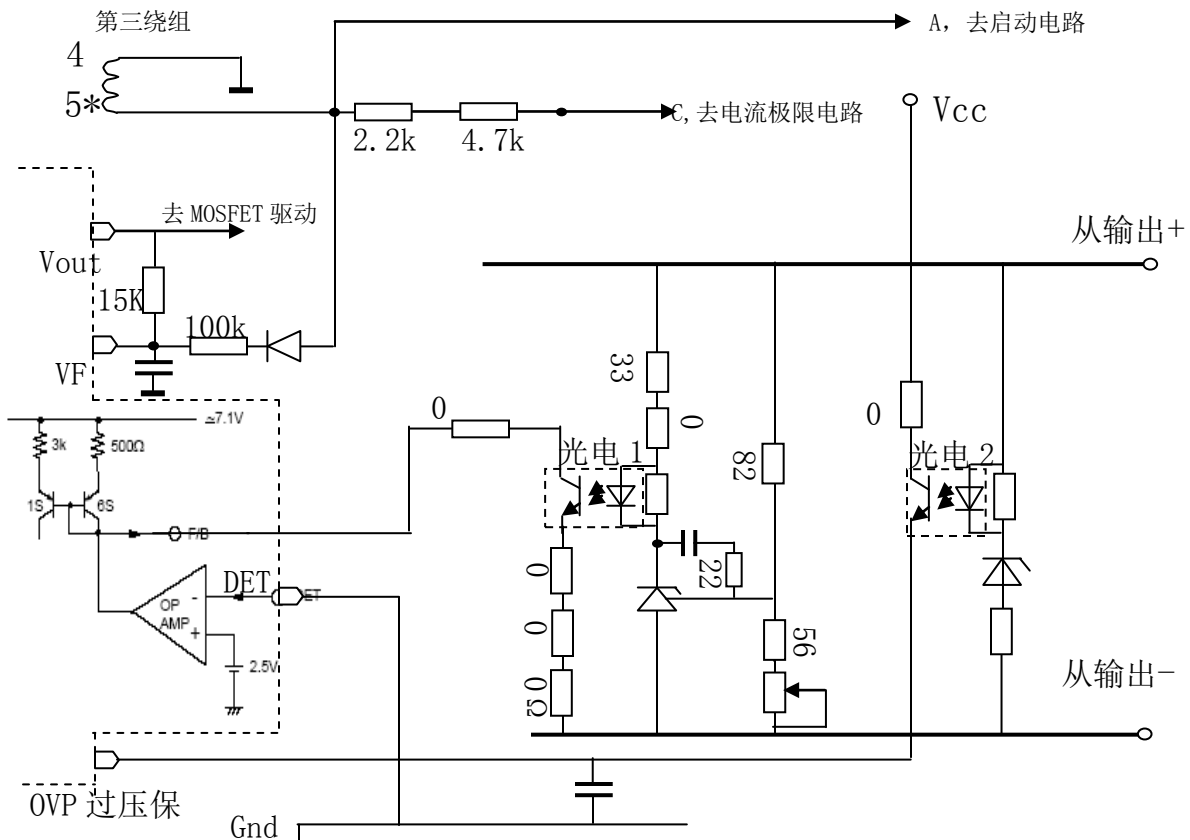 第三绕组
4
5*
A，去启动电路
2.2k
4.7k
C,去电流极限电路
Vcc
去 MOSFET 驱动
Vout
15K
100k
VF
从输出+
33
0
0
≃7.1V
3k
500Ω
1S
6S
F/B
光电 1
82
0
光电 2
22
DET
ET
OP
AMP
-
+
2.5V
0
0
0Ω
56
从输出-
OVP 过压保
Gnd